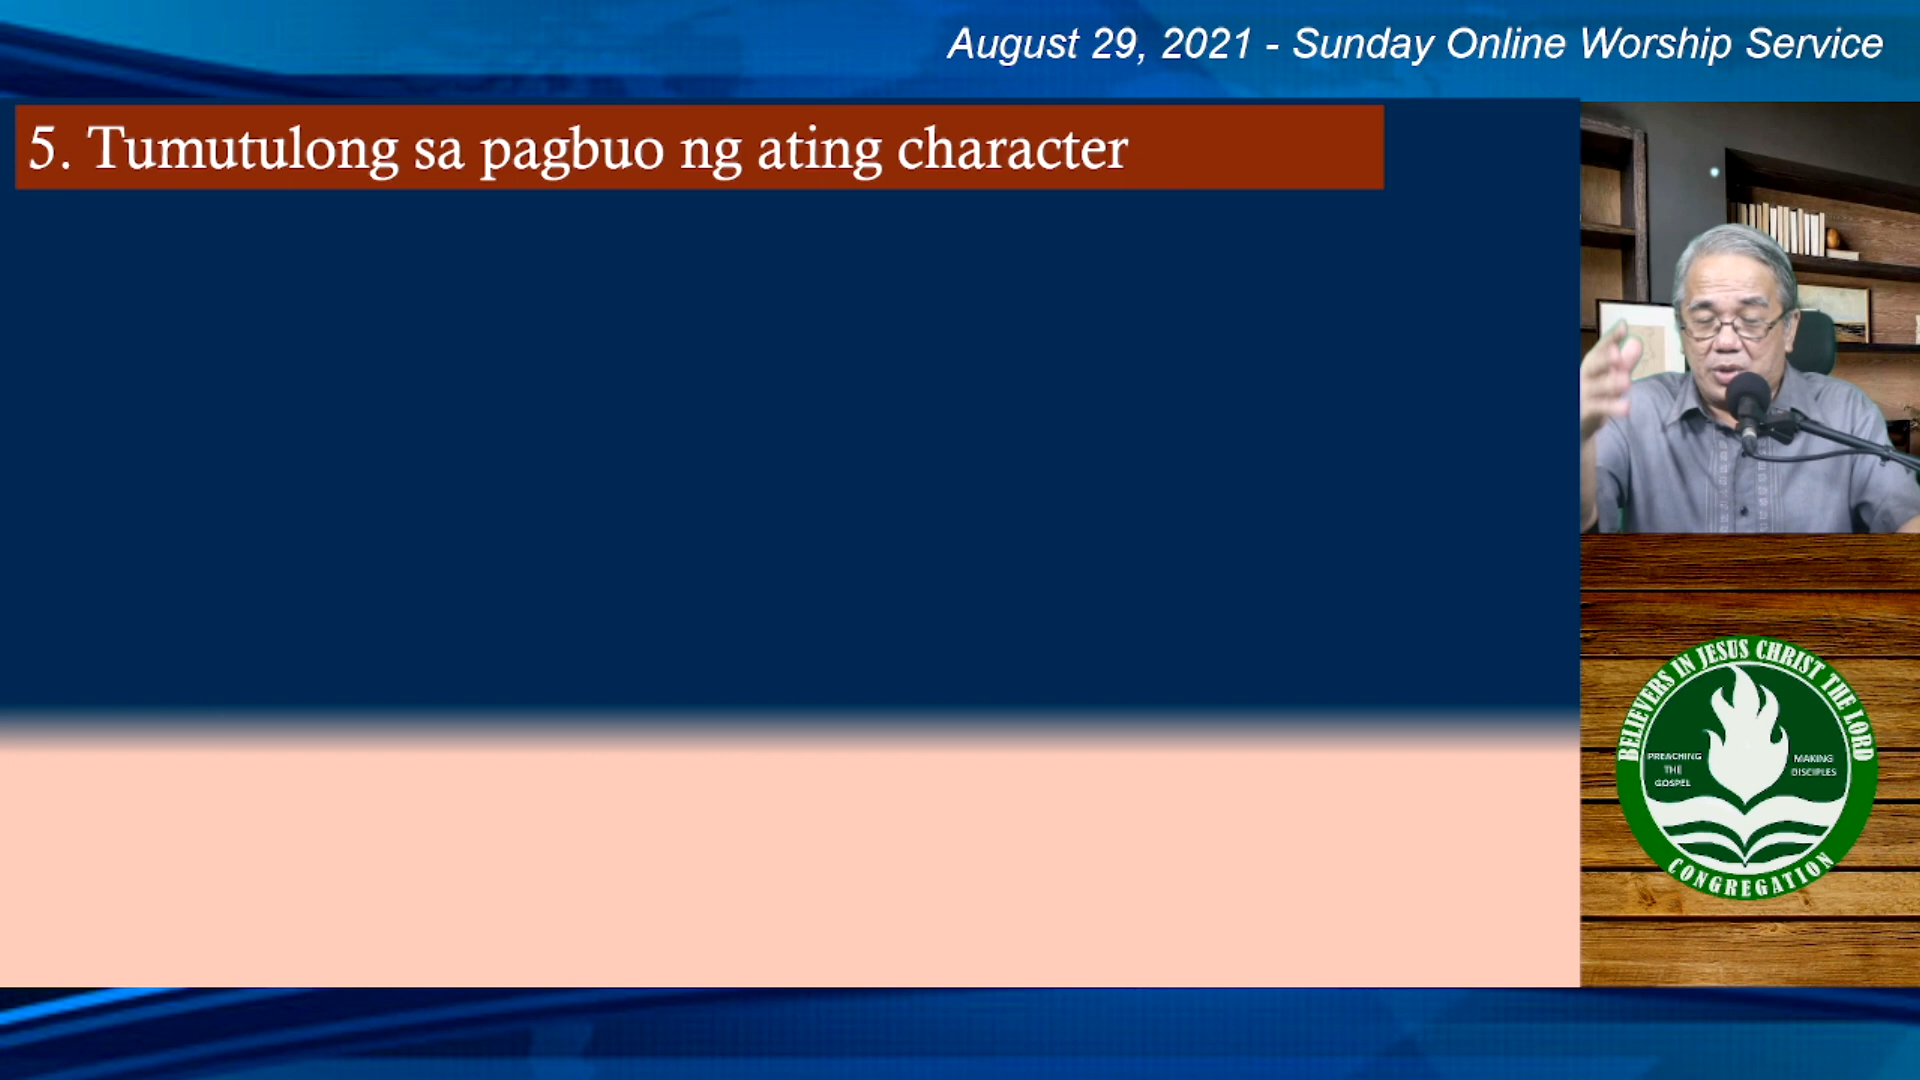 August 29, 2021 - Sunday Online Worship Service
5. Tumutulong sa pagbuo ng ating character
BELIEVERS IN JESUS CHRIST THE LORD
PREACHING
THE
GOSPEL
MAKING
DISCIPLES
CONGREGATION